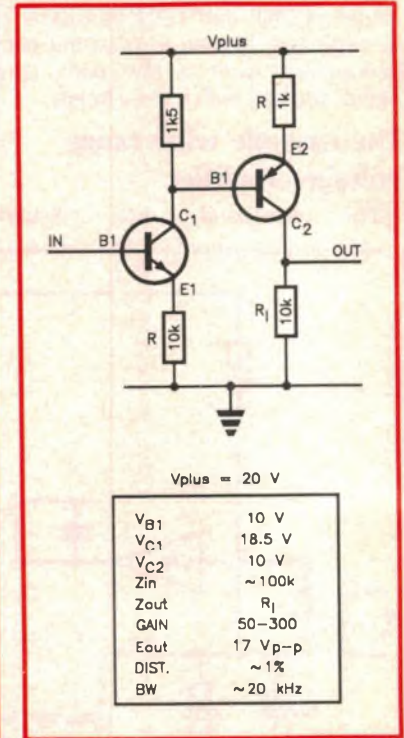 Vplus
1k5
R
1k
E2
B1
C1
C2
IN
B1
OUT
E1
R
10k
Rl
10k
Vplus = 20 V
VB1 10 V
VC1 18.5 V
VC2 10 V
Zin ~100k
Zout Rl
GAIN 50-300
Eout 17 Vp-p
DIST. ~1%
BW ~20 kHz